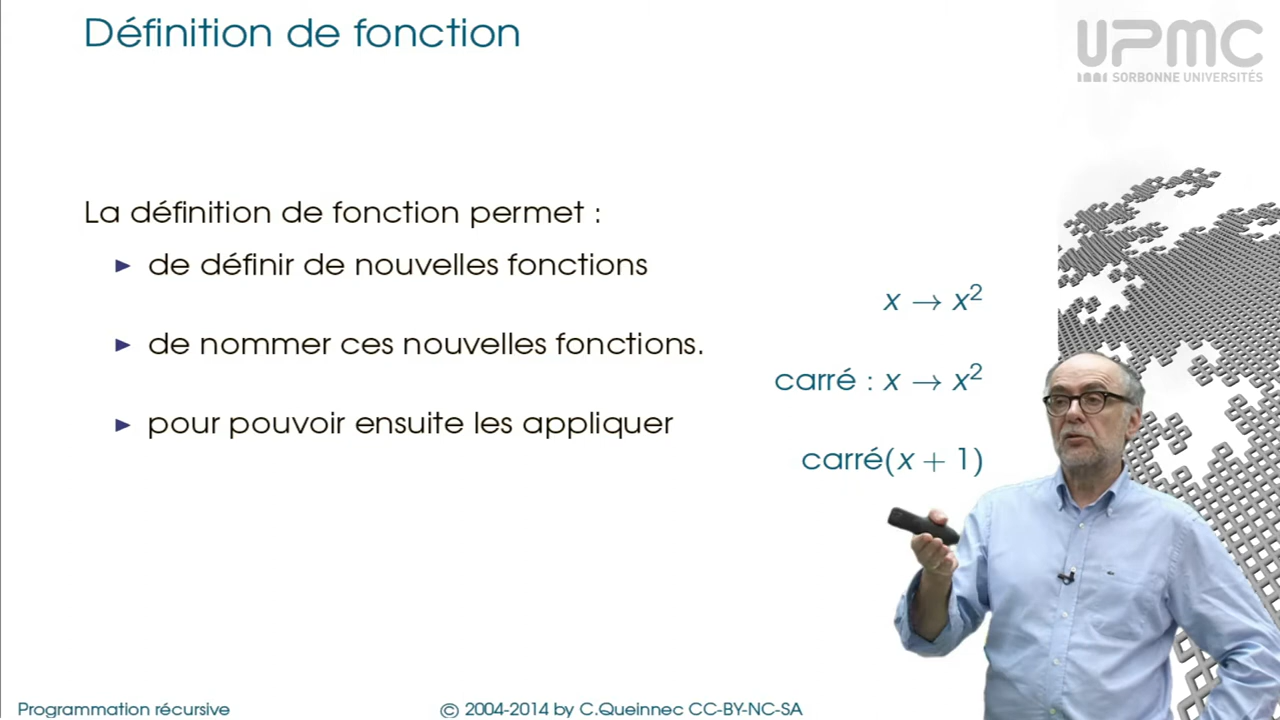 Définition de fonction
UPMC
SORBONNE UNIVERSITÉS
La définition de fonction permet :
► de définir de nouvelles fonctions
x → x²
► de nommer ces nouvelles fonctions.
carré : x → x²
► pour pouvoir ensuite les appliquer
carré(x + 1)
Programmation récursive
© 2004-2014 by C.Queinnec CC-BY-NC-SA